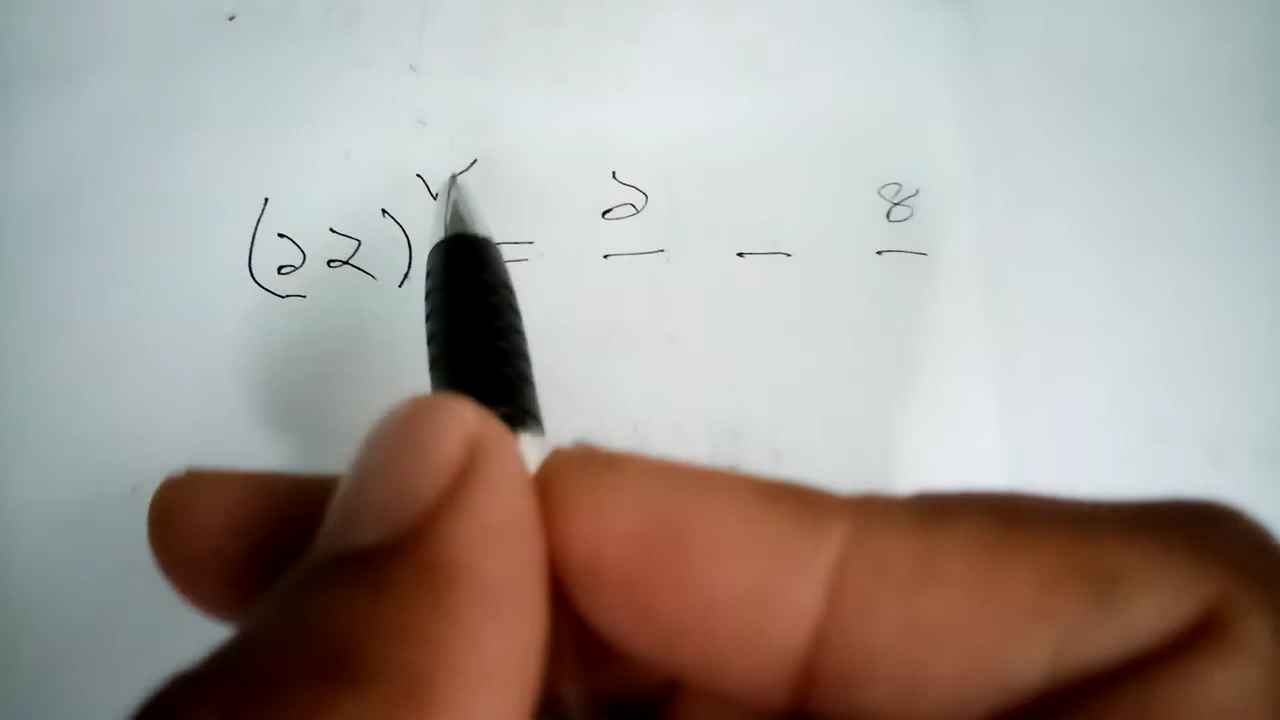 (22) = 2 _ 8